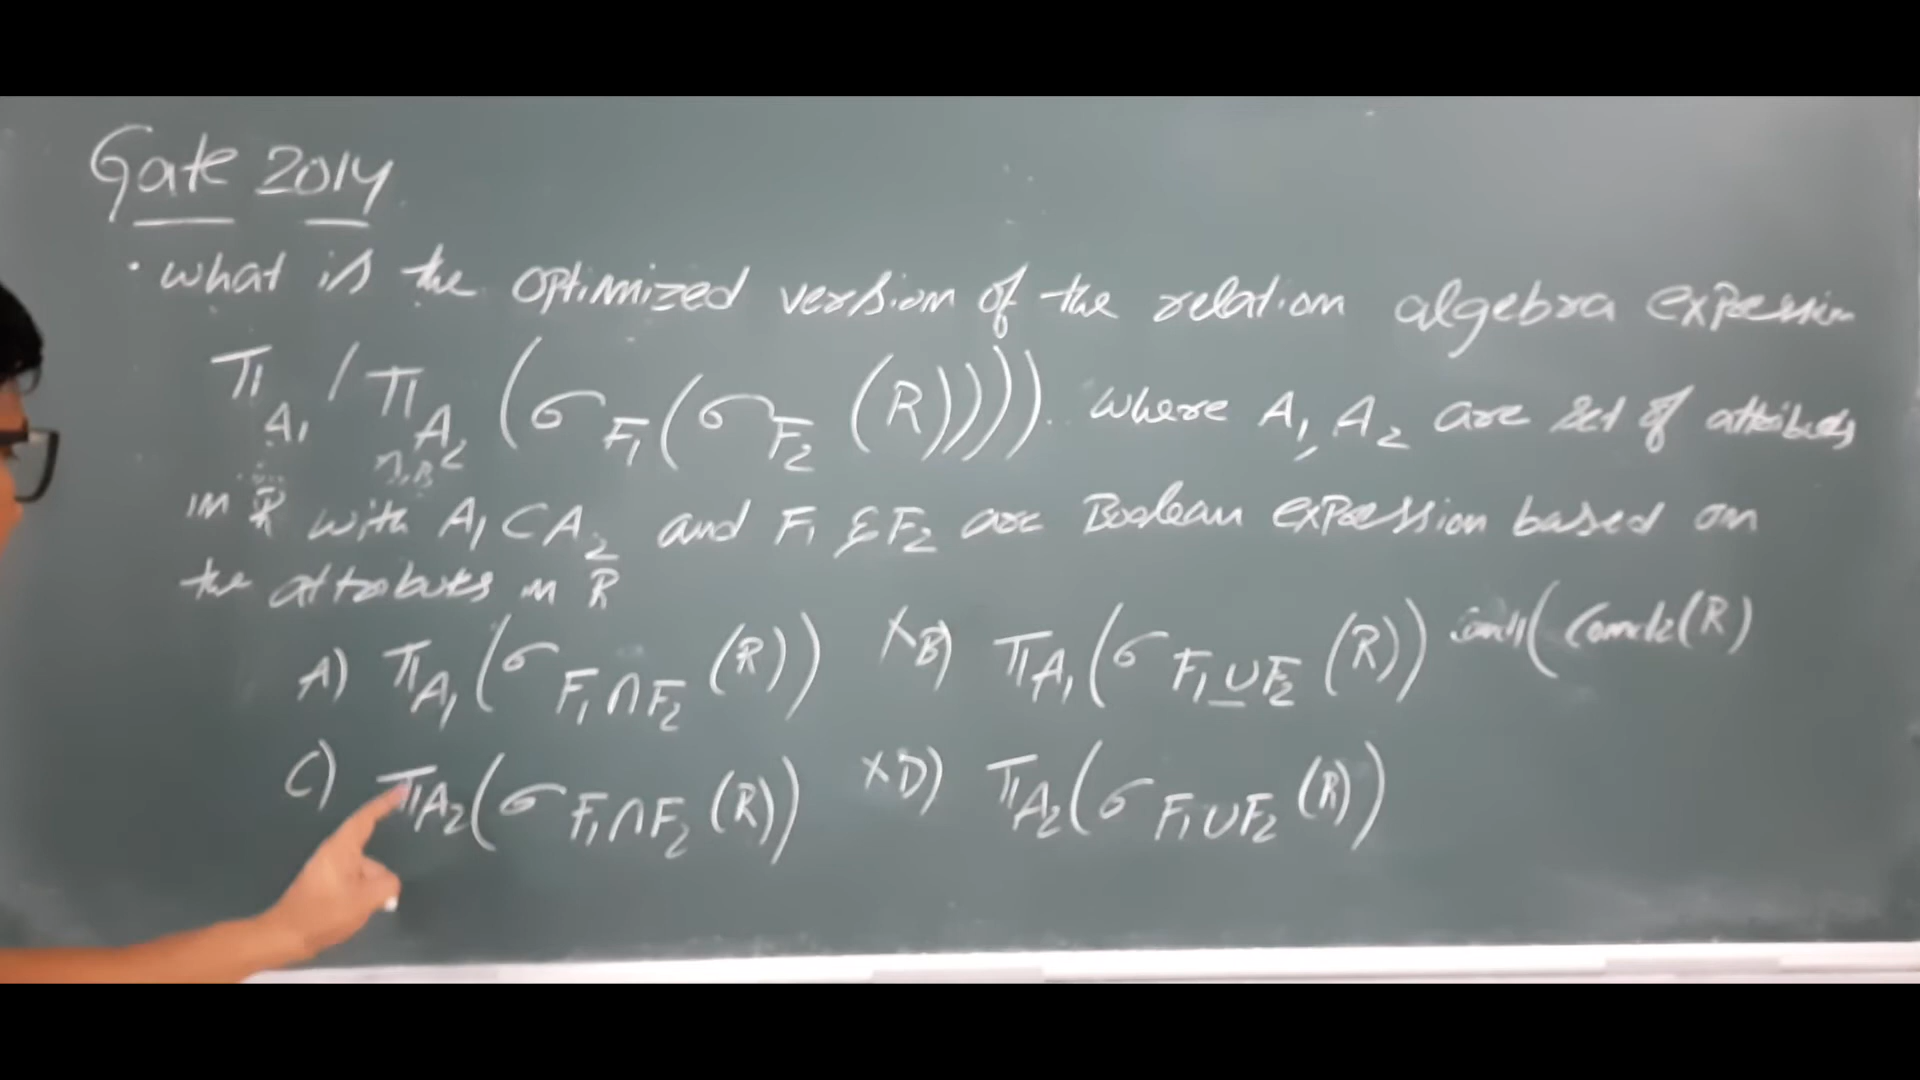 Gate 2014
· what is the optimized version of the relation algebra expression
π A1 ( π A2 (σ F1 (σ F2 (R)))). where A1, A2 are set of attributes
in R with A1 ⊂ A2 and F1 & F2 are Boolean expression based on
the attributes in R
A) π A1 (σ F1 ∩ F2 (R)) × B) π A1 (σ F1 ∪ F2 (R)) (R)
C) π A2 (σ F1 ∩ F2 (R)) × D) π A2 (σ F1 ∪ F2 (R))